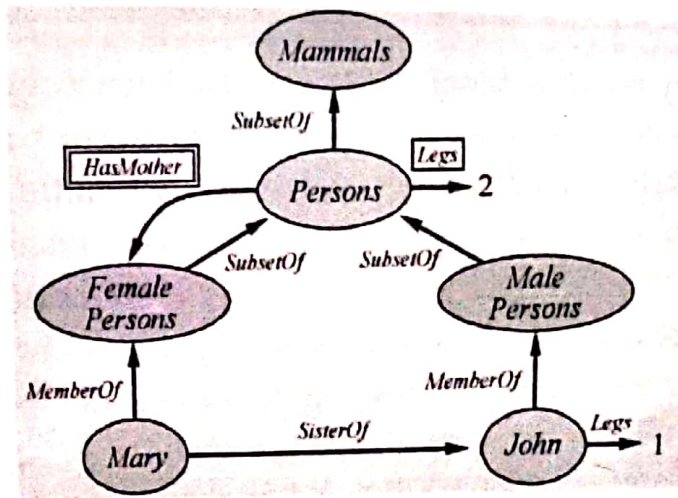 Mammals
SubsetOf
HasMother
Legs
Persons
2
SubsetOf
SubsetOf
Female
Persons
Male
Persons
MemberOf
MemberOf
SisterOf
Legs
Mary
John
1